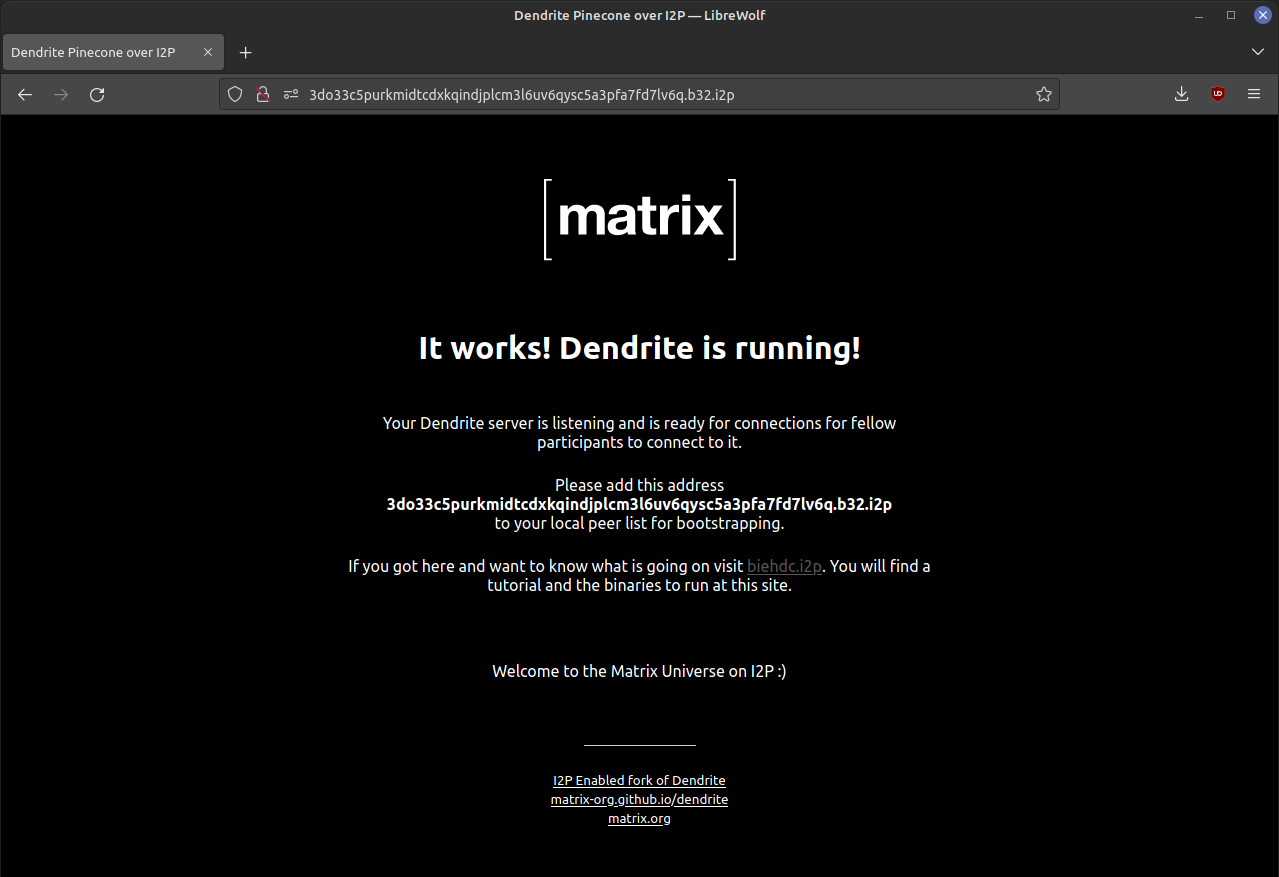 Dendrite Pinecone over I2P — LibreWolf
Dendrite Pinecone over I2P
3do33c5purkmidtcdxkqindjplcm3l6uv6qysc5a3pfa7fd7lv6q.b32.i2p
[matrix]
It works! Dendrite is running!
Your Dendrite server is listening and is ready for connections for fellow
participants to connect to it.
Please add this address
3do33c5purkmidtcdxkqindjplcm3l6uv6qysc5a3pfa7fd7lv6q.b32.i2p
to your local peer list for bootstrapping.
If you got here and want to know what is going on visit biehdc.i2p. You will find a
tutorial and the binaries to run at this site.
Welcome to the Matrix Universe on I2P :)
I2P Enabled fork of Dendrite
matrix-org.github.io/dendrite
matrix.org